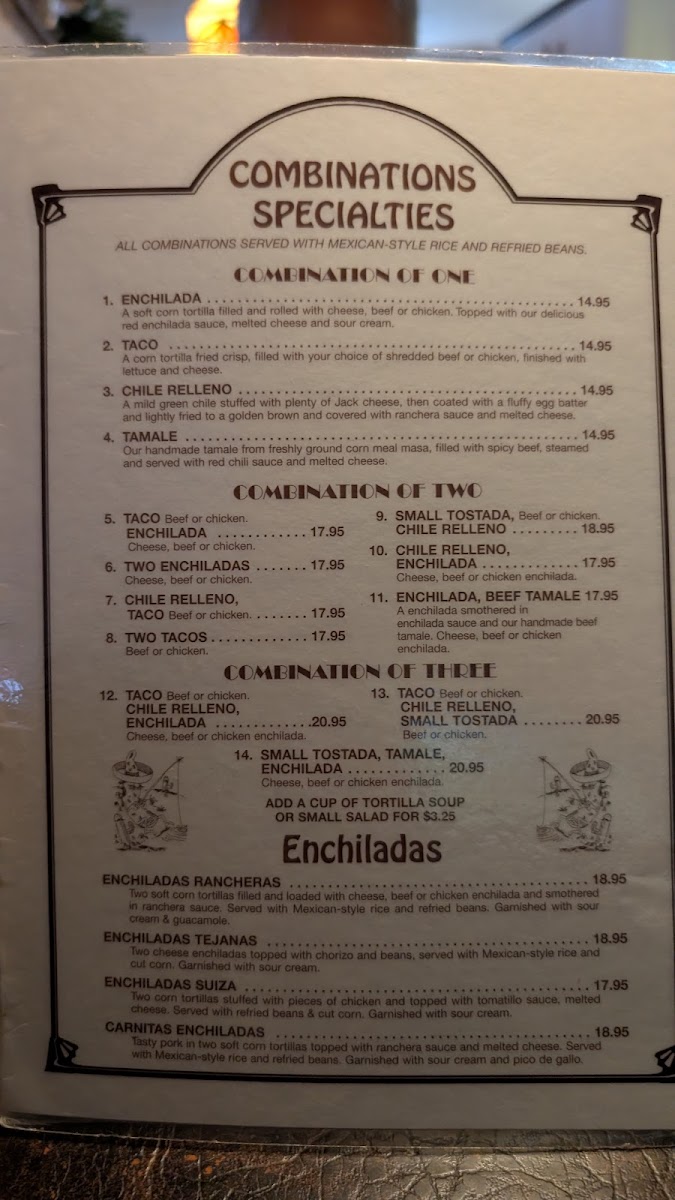 COMBINATIONS
SPECIALTIES
ALL COMBINATIONS SERVED WITH MEXICAN-STYLE RICE AND REFRIED BEANS.
COMBINATION OF ONE
1. ENCHILADA ........................................ 14.95
A soft corn tortilla filled and rolled with cheese, beef or chicken. Topped with our delicious
red enchilada sauce, melted cheese and sour cream.
2. TACO ........................................ 14.95
A corn tortilla fried crisp, filled with your choice of shredded beef or chicken, finished with
lettuce and cheese.
3. CHILE RELLENO ........................................ 14.95
A mild green chile stuffed with plenty of Jack cheese, then coated with a fluffy egg batter
and lightly fried to a golden brown and covered with ranchera sauce and melted cheese.
4. TAMALE ........................................ 14.95
Our handmade tamale from freshly ground corn meal masa, filled with spicy beef, steamed
and served with red chili sauce and melted cheese.
COMBINATION OF TWO
5. TACO Beef or chicken.
ENCHILADA ............ 17.95
Cheese, beef or chicken.
6. TWO ENCHILADAS ....... 17.95
Cheese, beef or chicken.
7. CHILE RELLENO,
TACO Beef or chicken. ....... 17.95
8. TWO TACOS ............ 17.95
Beef or chicken.
9. SMALL TOSTADA, Beef or chicken.
CHILE RELLENO ......... 18.95
10. CHILE RELLENO,
ENCHILADA ............. 17.95
Cheese, beef or chicken enchilada.
11. ENCHILADA, BEEF TAMALE 17.95
A enchilada smothered in
enchilada sauce and our handmade beef
tamale. Cheese, beef or chicken
enchilada.
COMBINATION OF THREE
12. TACO Beef or chicken.
CHILE RELLENO,
ENCHILADA .............20.95
Cheese, beef or chicken enchilada.
13. TACO Beef or chicken.
CHILE RELLENO,
SMALL TOSTADA ........ 20.95
Beef or chicken.
14. SMALL TOSTADA, TAMALE,
ENCHILADA ............. 20.95
Cheese, beef or chicken enchilada.
ADD A CUP OF TORTILLA SOUP
OR SMALL SALAD FOR $3.25
Enchiladas
ENCHILADAS RANCHERAS ........................................ 18.95
Two soft corn tortillas filled and loaded with cheese, beef or chicken enchilada and smothered
in ranchera sauce. Served with Mexican-style rice and refried beans. Garnished with sour
cream & guacamole.
ENCHILADAS TEJANAS ........................................ 18.95
Two cheese enchiladas topped with chorizo and beans, served with Mexican-style rice and
cut corn. Garnished with sour cream.
ENCHILADAS SUIZA ........................................ 17.95
Two corn tortillas stuffed with pieces of chicken and topped with tomatillo sauce, melted
cheese. Served with refried beans & cut corn. Garnished with sour cream.
CARNITAS ENCHILADAS ........................................ 18.95
Tasty pork in two soft corn tortillas topped with ranchera sauce and melted cheese. Served
with Mexican-style rice and refried beans. Garnished with sour cream and pico de gallo.